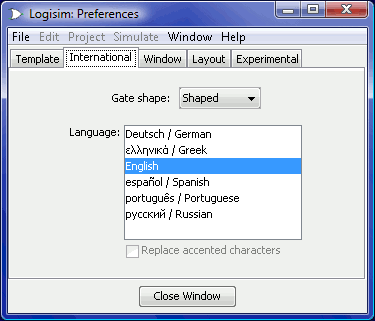 Logisim: Preferences
File Edit Project Simulate Window Help
Template International Window Layout Experimental
Gate shape: Shaped
Language:
Deutsch / German
ελληνικά / Greek
English
español / Spanish
português / Portuguese
русский / Russian
Replace accented characters
Close Window